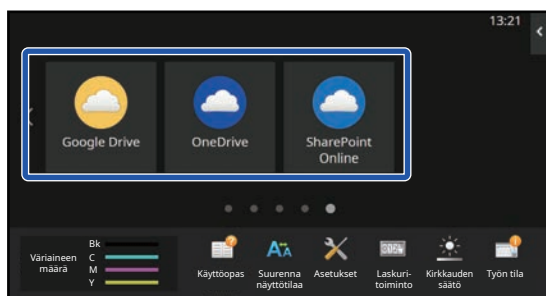 13:21
Google Drive
OneDrive
SharePoint
Online
Väriaineen
määrä
Bk
C
M
Y
Käyttöopas
Suurenna
näyttötilaa
Asetukset
Laskuri-
toiminto
Kirkkauden
säätö
Työn tila